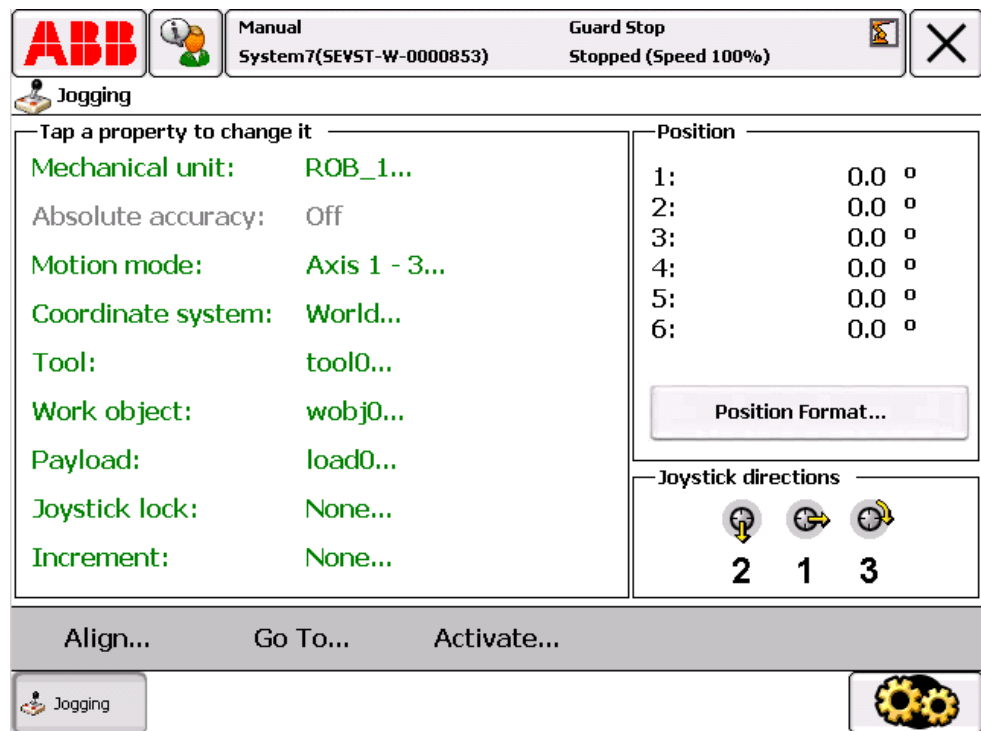 ABB
Manual
System7(SEVST-W-0000853)
Guard Stop
Stopped (Speed 100%)
Jogging
Tap a property to change it
Mechanical unit: ROB_1...
Absolute accuracy: Off
Motion mode: Axis 1 - 3...
Coordinate system: World...
Tool: tool0...
Work object: wobj0...
Payload: load0...
Joystick lock: None...
Increment: None...
Position
1: 0.0 º
2: 0.0 º
3: 0.0 º
4: 0.0 º
5: 0.0 º
6: 0.0 º
Position Format...
Joystick directions
2 1 3
Align... Go To... Activate...
Jogging